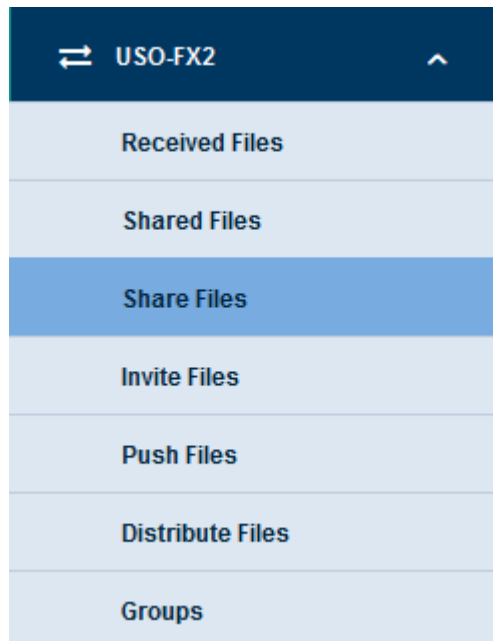 USO-FX2
Received Files
Shared Files
Share Files
Invite Files
Push Files
Distribute Files
Groups